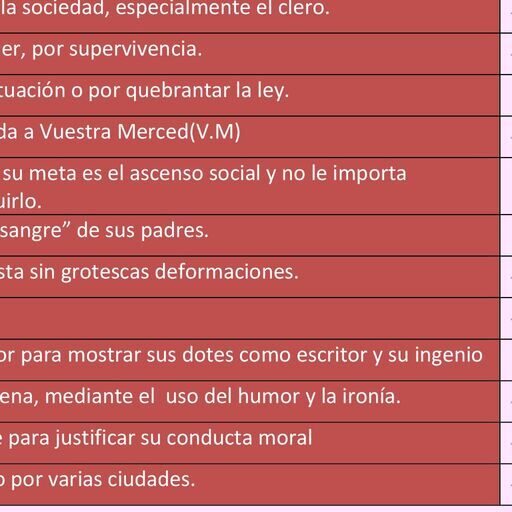 la sociedad, especialmente el clero.
er, por supervivencia.
tuación o por quebrantar la ley.
da a Vuestra Merced(V.M)
su meta es el ascenso social y no le importa
uirlo.
sangre” de sus padres.
sta sin grotescas deformaciones.
or para mostrar sus dotes como escritor y su ingenio
ena, mediante el uso del humor y la ironía.
e para justificar su conducta moral
o por varias ciudades.